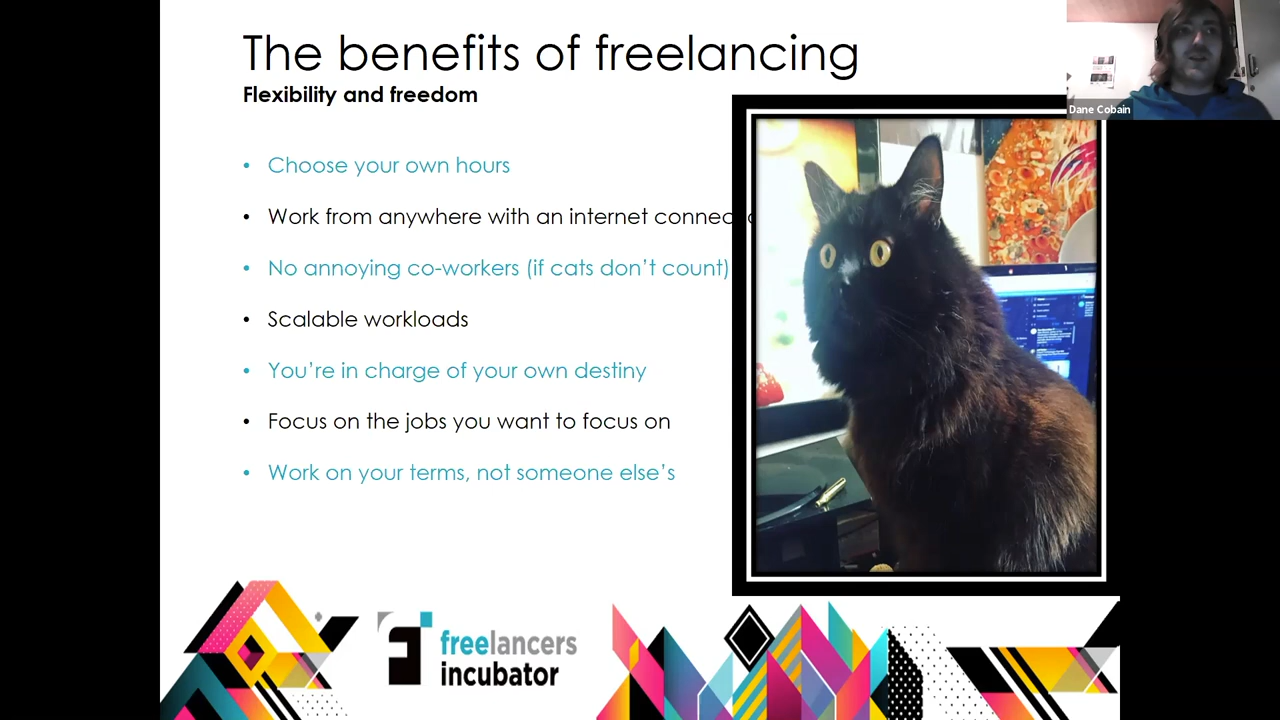 The benefits of freelancing
Flexibility and freedom
Dane Cobain
• Choose your own hours
• Work from anywhere with an internet
• No annoying co-workers (if cats don’t count)
• Scalable workloads
• You’re in charge of your own destiny
• Focus on the jobs you want to focus on
• Work on your terms, not someone else’s
freelancers
incubator